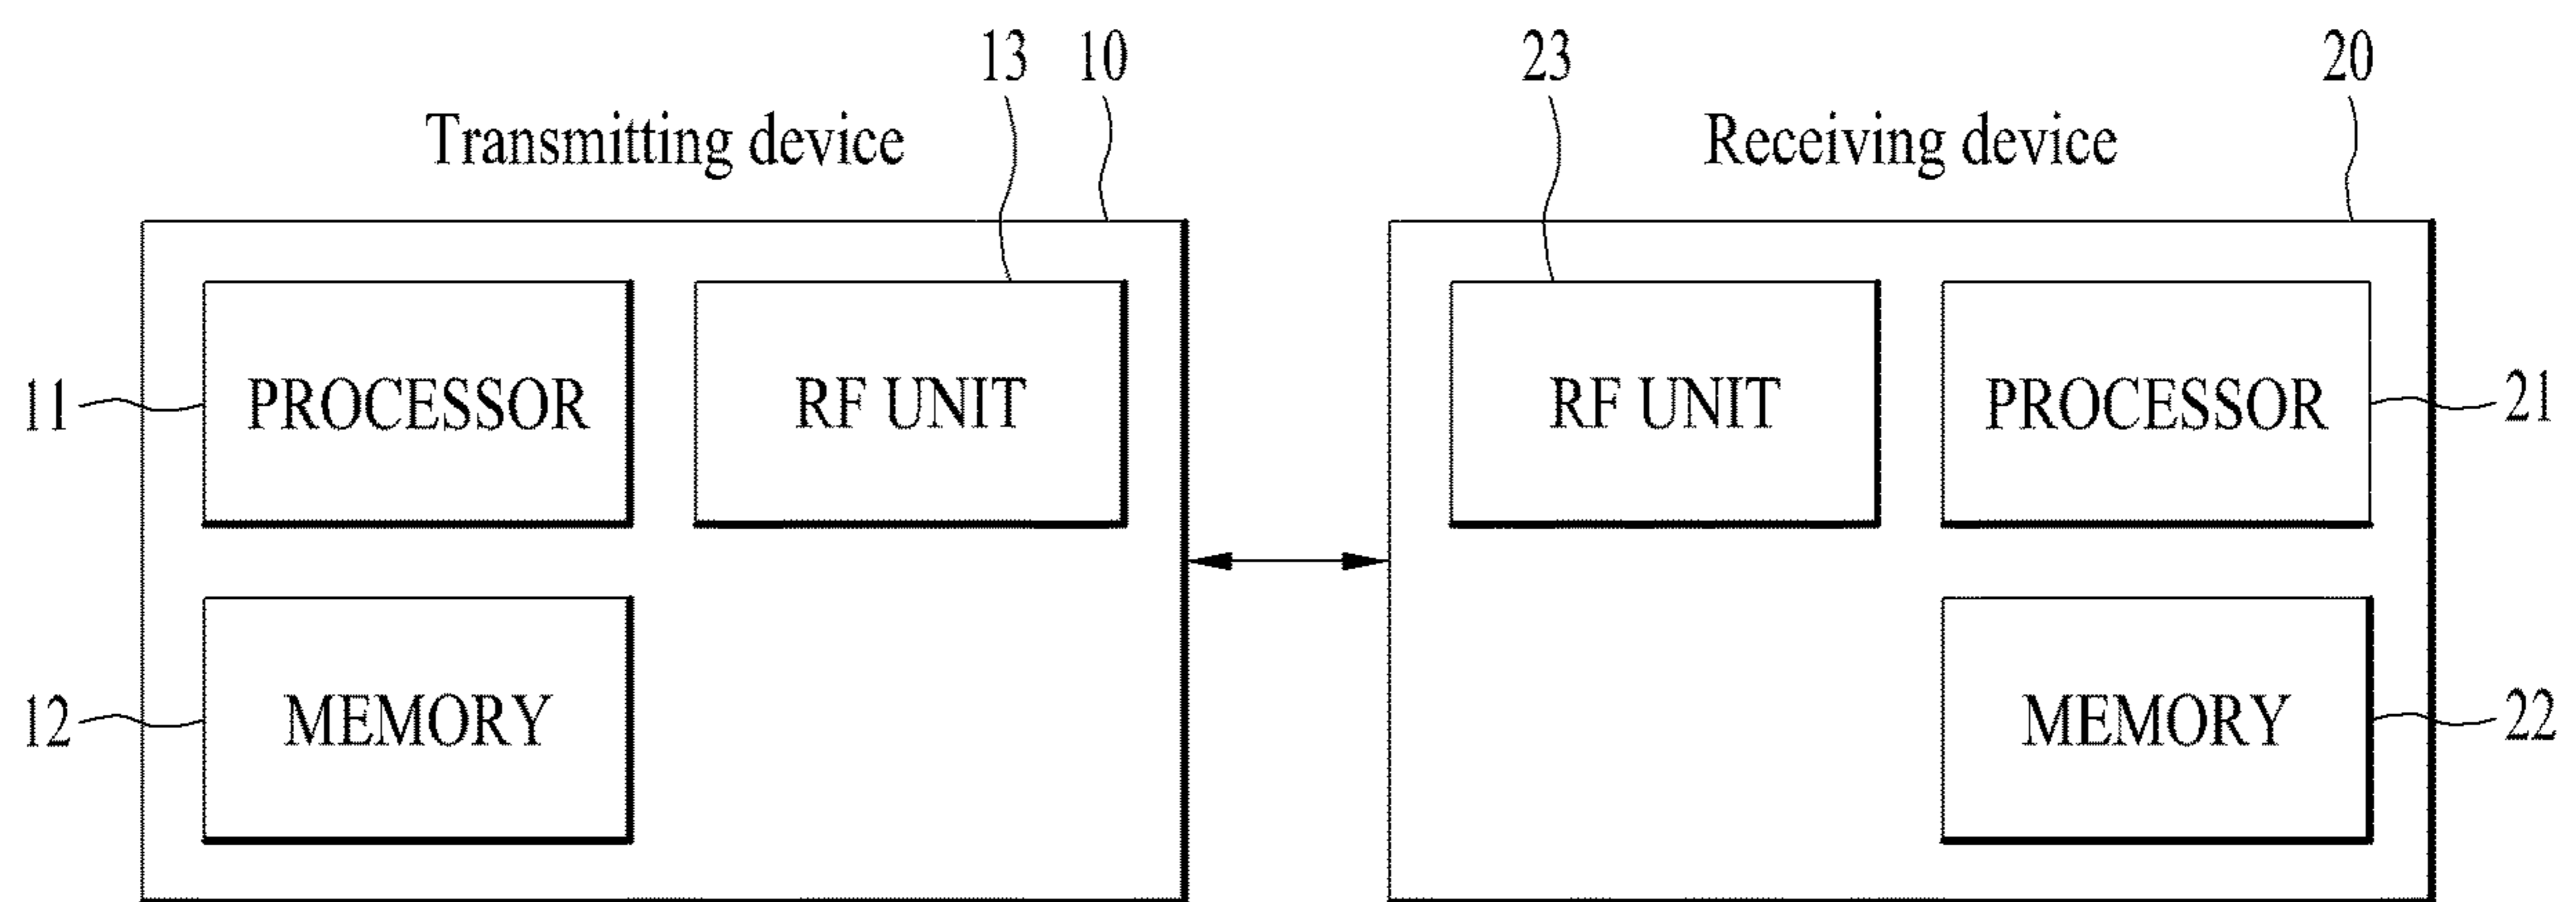 13 10 23 20
Transmitting device Receiving device
11 PROCESSOR RF UNIT RF UNIT PROCESSOR 21
12 MEMORY MEMORY 22